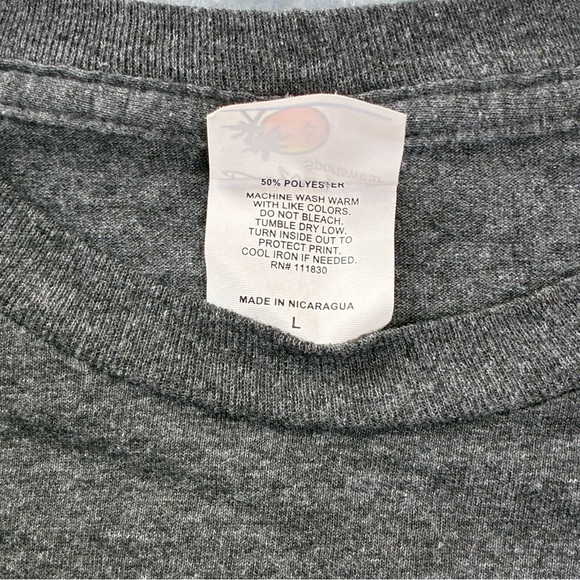 Sportswear
50% POLYESTER
MACHINE WASH WARM
WITH LIKE COLORS.
DO NOT BLEACH.
TUMBLE DRY LOW.
TURN INSIDE OUT TO
PROTECT PRINT.
COOL IRON IF NEEDED.
RN# 111830
MADE IN NICARAGUA
L